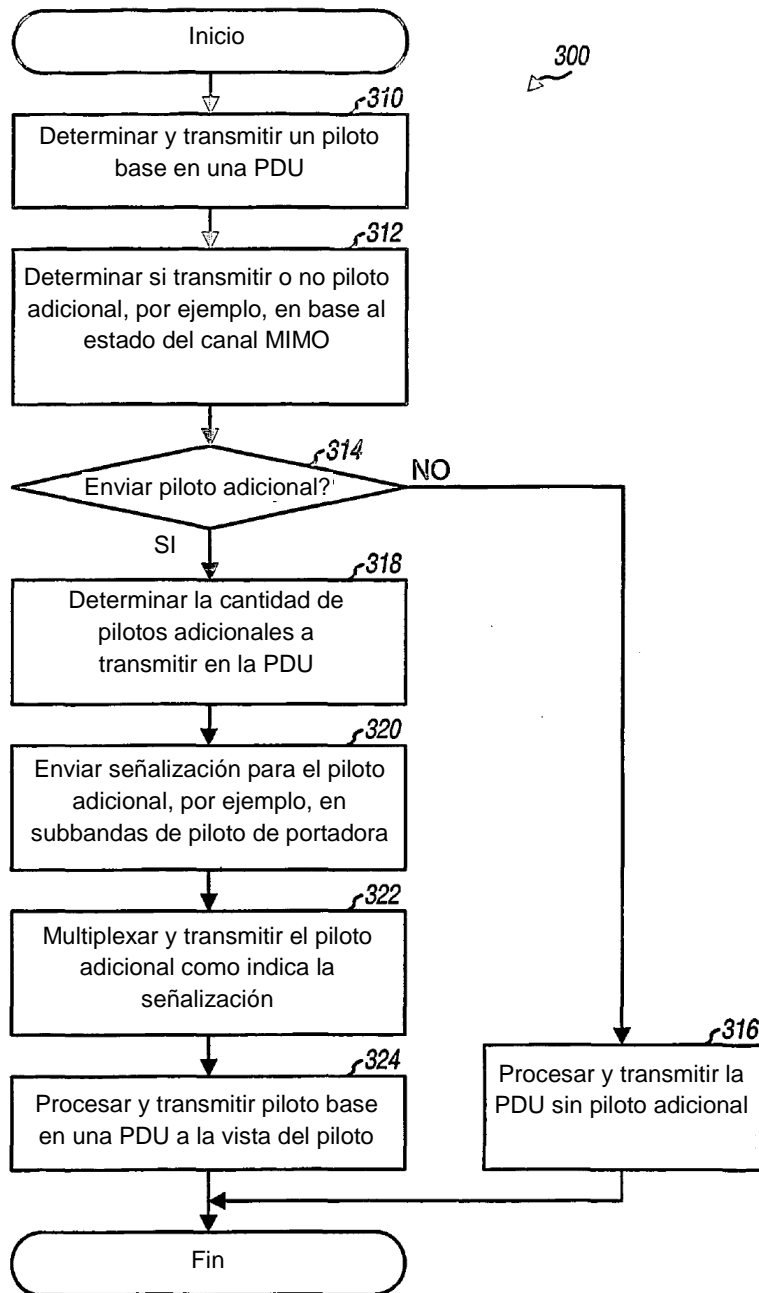 Inicio
300
310
Determinar y transmitir un piloto
base en una PDU
312
Determinar si transmitir o no piloto
adicional, por ejemplo, en base al
estado del canal MIMO
314
Enviar piloto adicional?
NO
SI
318
Determinar la cantidad de
pilotos adicionales a
transmitir en la PDU
320
Enviar señalización para el piloto
adicional, por ejemplo, en
subbandas de piloto de portadora
322
Multiplexar y transmitir el piloto
adicional como indica la
señalización
324
Procesar y transmitir piloto base
en una PDU a la vista del piloto
316
Procesar y transmitir la
PDU sin piloto adicional
Fin